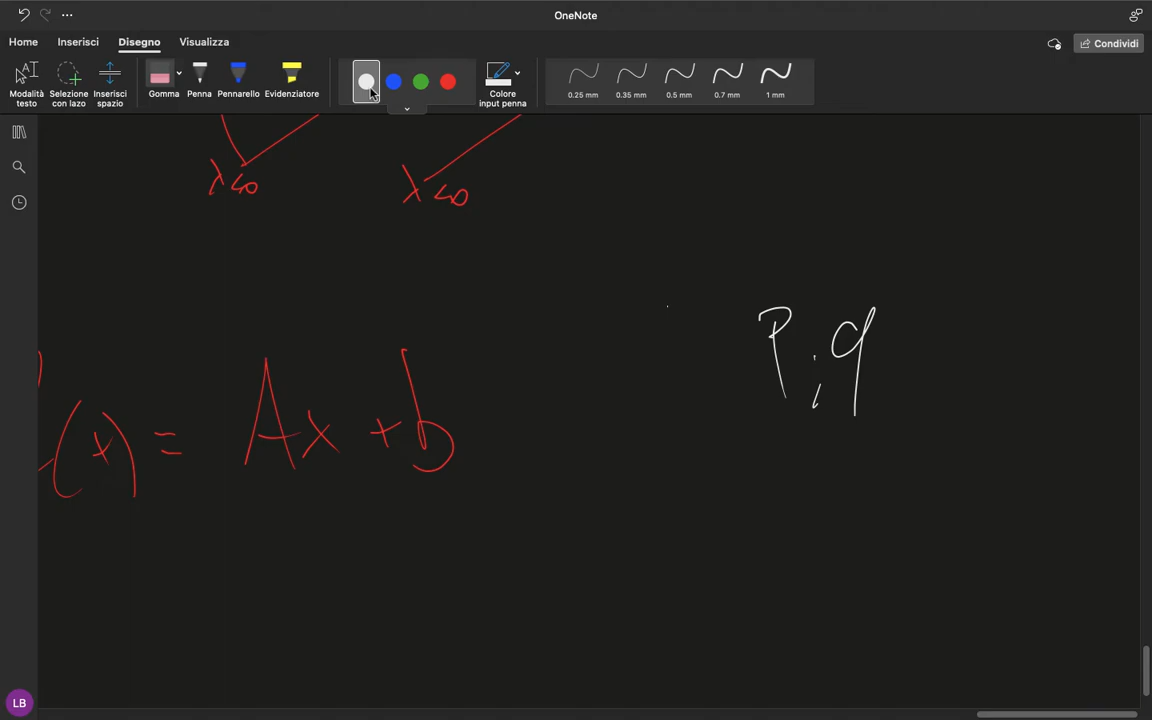 OneNote
Home Inserisci Disegno Visualizza
Condividi
Modalità testo
Selezione con lazo
Inserisci spazio
Gomma
Penna
Pennarello
Evidenziatore
Colore input penna
0.25 mm 0.35 mm 0.5 mm 0.7 mm 1 mm
λ<0 λ<0
P;q
(x) = Ax + b
LB